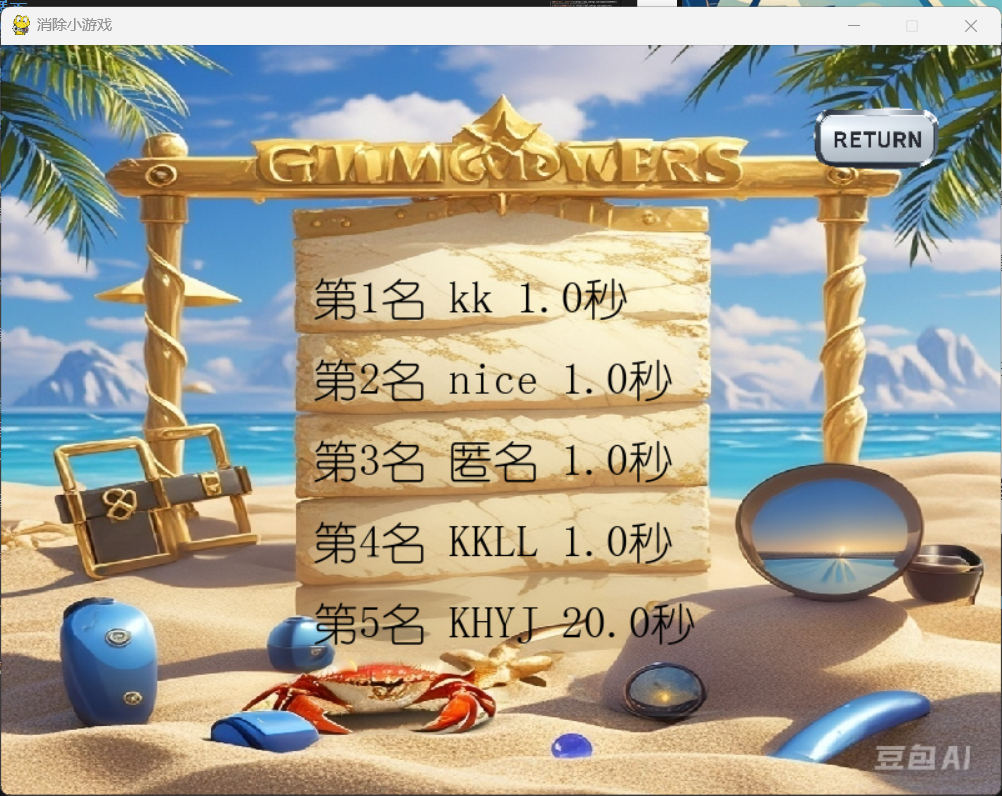 消除小游戏
RETURN
第1名 kk 1.0秒
第2名 nice 1.0秒
第3名 匿名 1.0秒
第4名 KKLL 1.0秒
第5名 KHYJ 20.0秒
豆包AI